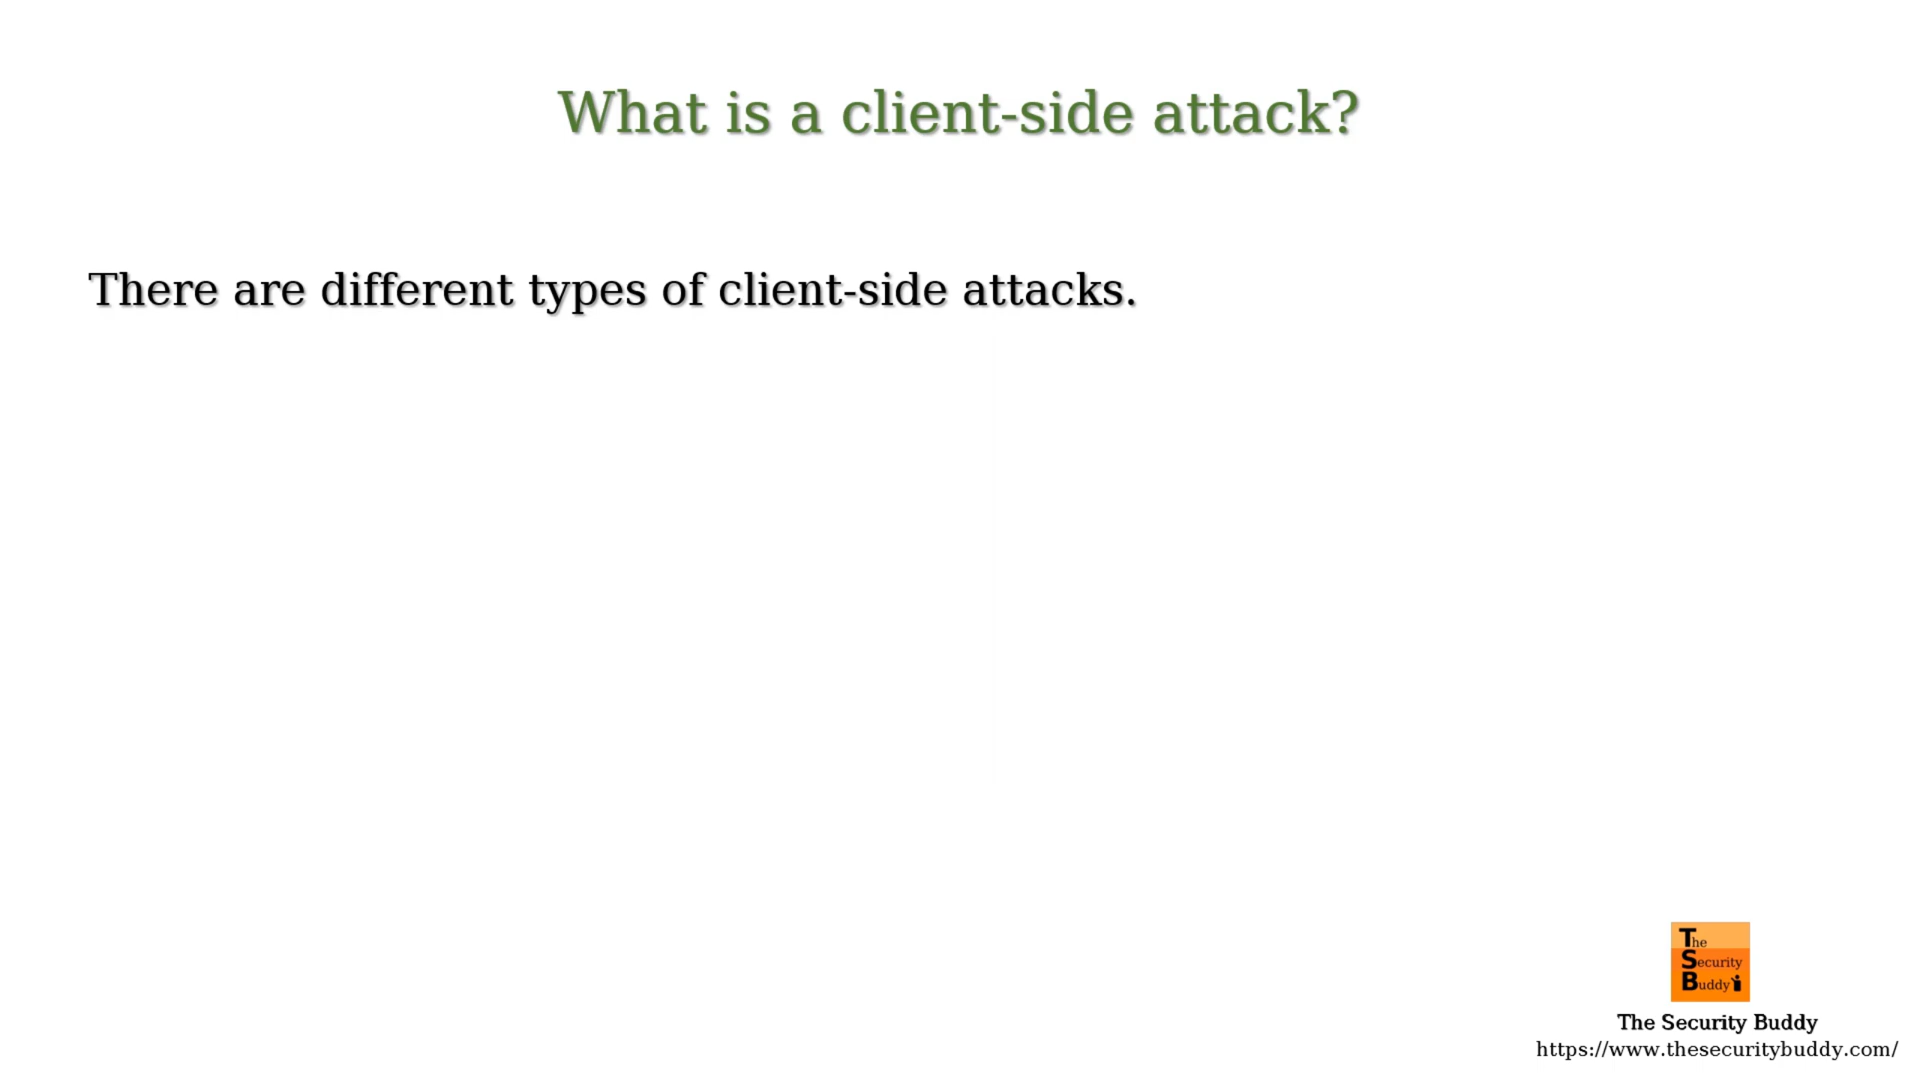 What is a client-side attack?
There are different types of client-side attacks.
The
Security
Buddy
The Security Buddy
https://www.thesecuritybuddy.com/